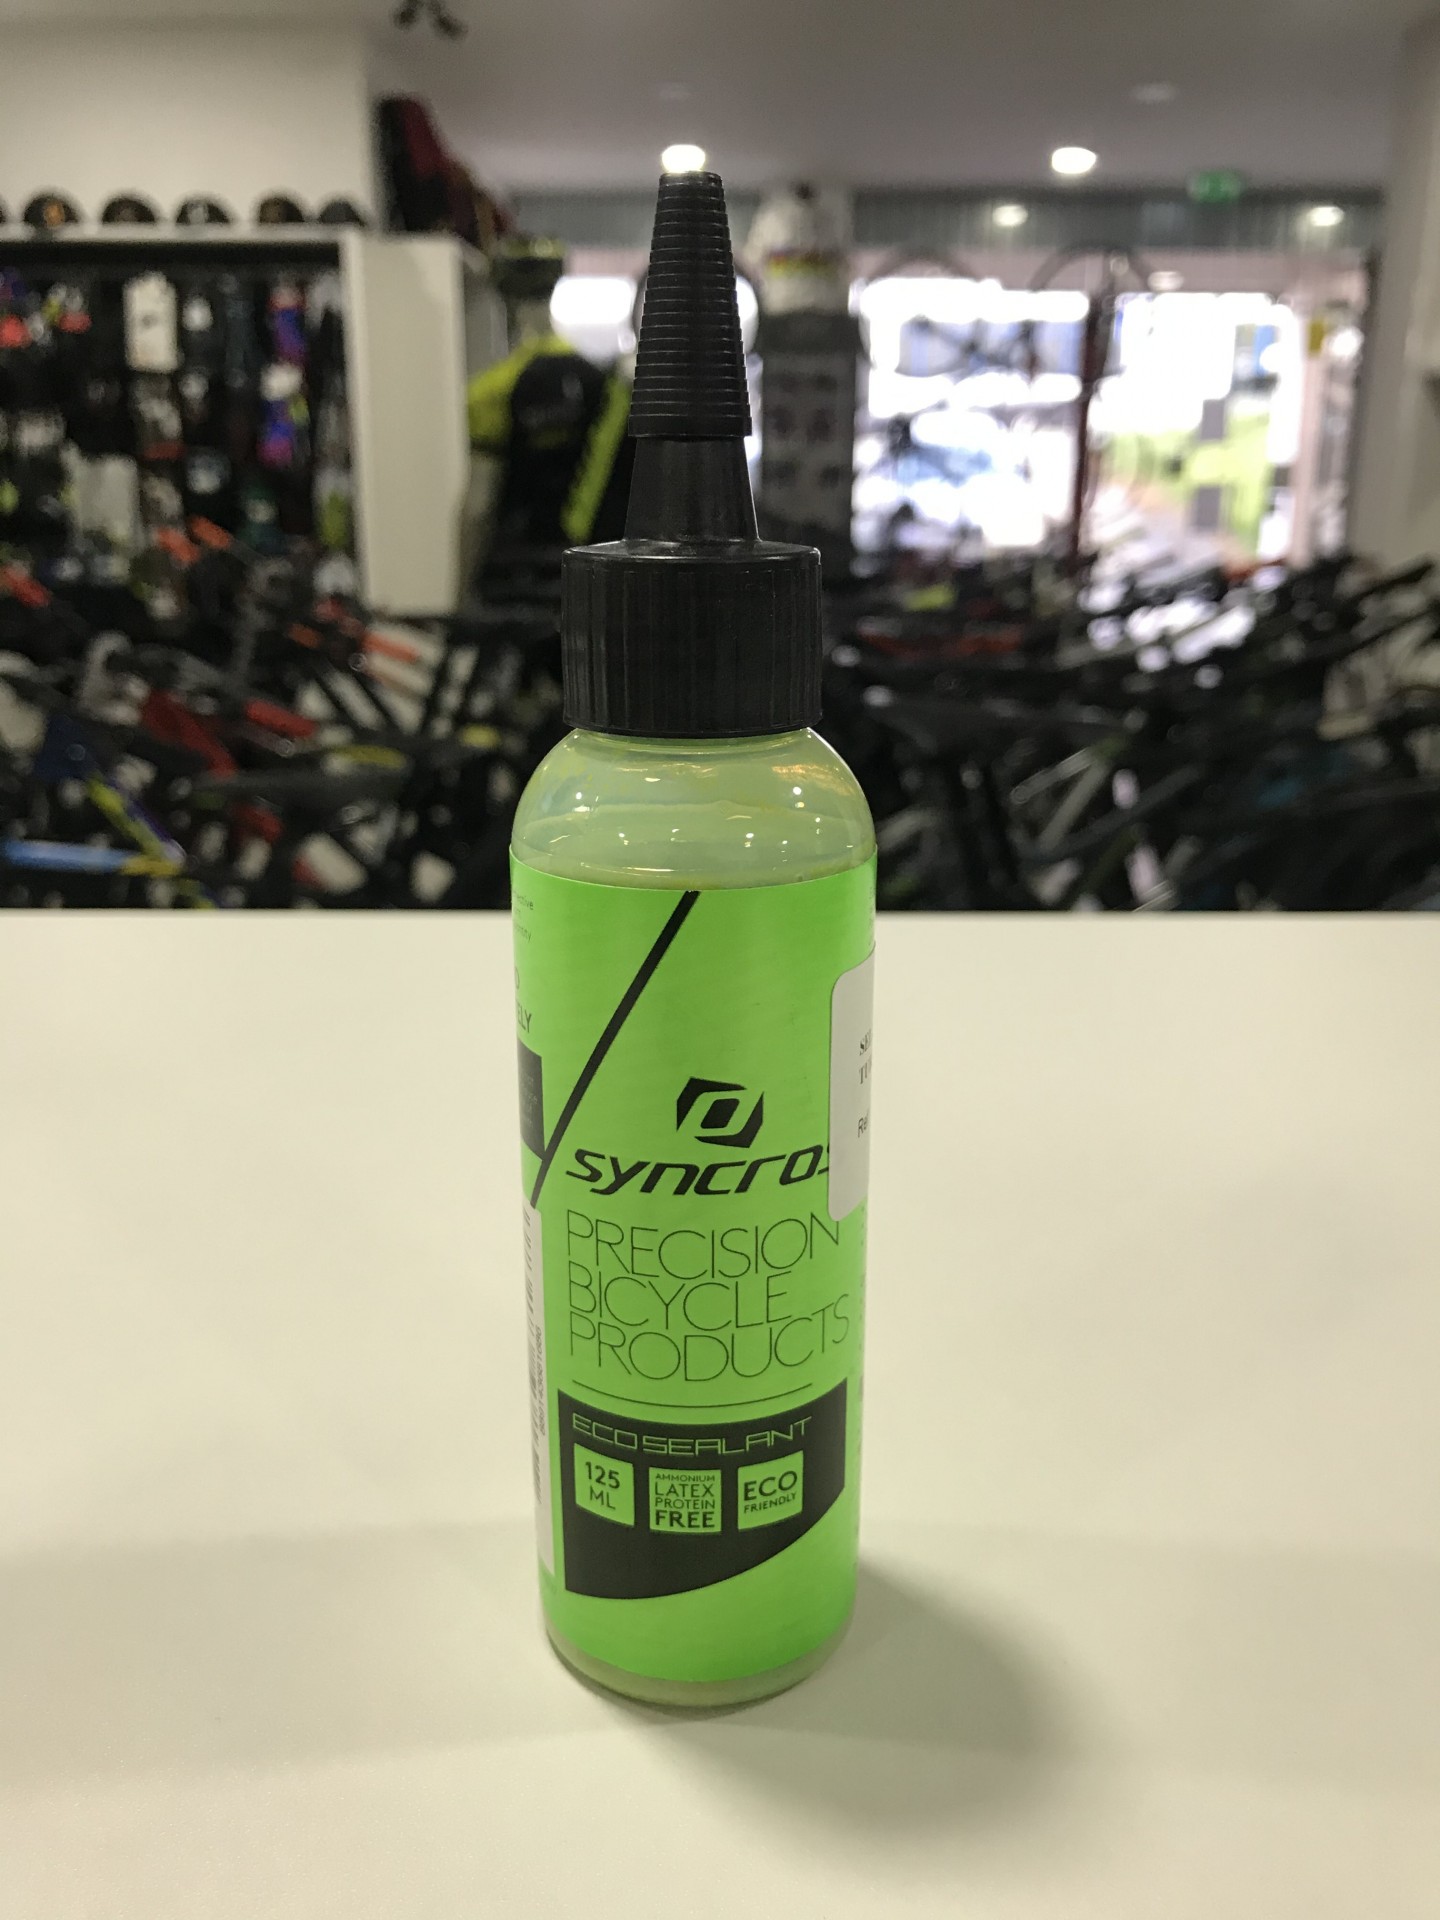 syncros
PRECISION
BICYCLE
PRODUCTS
ECO SEALANT
125
ML
AMMONIUM
LATEX
PROTEIN
FREE
ECO
FRIENDLY